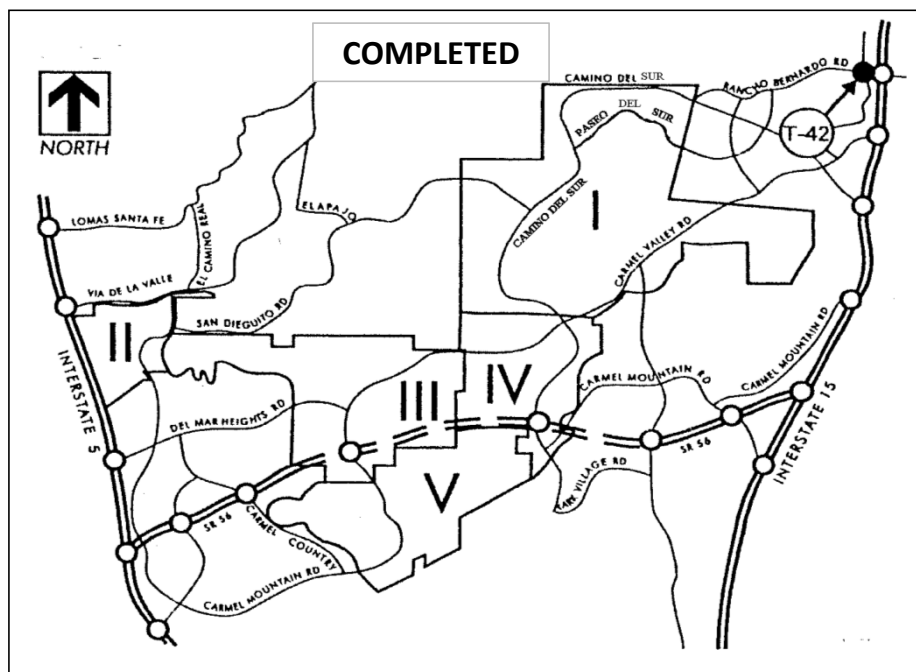 COMPLETED
NORTH
CAMINO DEL SUR
RANCHO BERNARDO RD
PASEO DEL SUR
T-42
LOMAS SANTA FE
EL CAMINO REAL
EL APAJO
CAMINO DEL SUR
I
CARMEL VALLEY RD
VIA DE LA VALLE
SAN DIEGUITO RD
II
INTERSTATE 5
III
IV
CARMEL MOUNTAIN RD
CARMEL MOUNTAIN RD
DEL MAR HEIGHTS RD
INTERSTATE 15
SR 56
V
PARK VILLAGE RD
SR 56
CARMEL COUNTRY
CARMEL MOUNTAIN RD